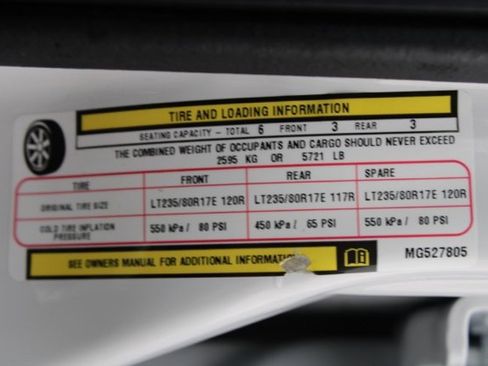 TIRE AND LOADING INFORMATION
SEATING CAPACITY - TOTAL 6 FRONT 3 REAR 3
THE COMBINED WEIGHT OF OCCUPANTS AND CARGO SHOULD NEVER EXCEED
2595 KG OR 5721 LB
TIRE FRONT REAR SPARE
ORIGINAL TIRE SIZE LT235/80R17E 120R LT235/80R17E 117R LT235/80R17E 120R
COLD TIRE INFLATION PRESSURE 550 kPa/ 80 PSI 450 kPa/ 65 PSI 550 kPa/ 80 PSI
SEE OWNERS MANUAL FOR ADDITIONAL INFORMATION MG527805